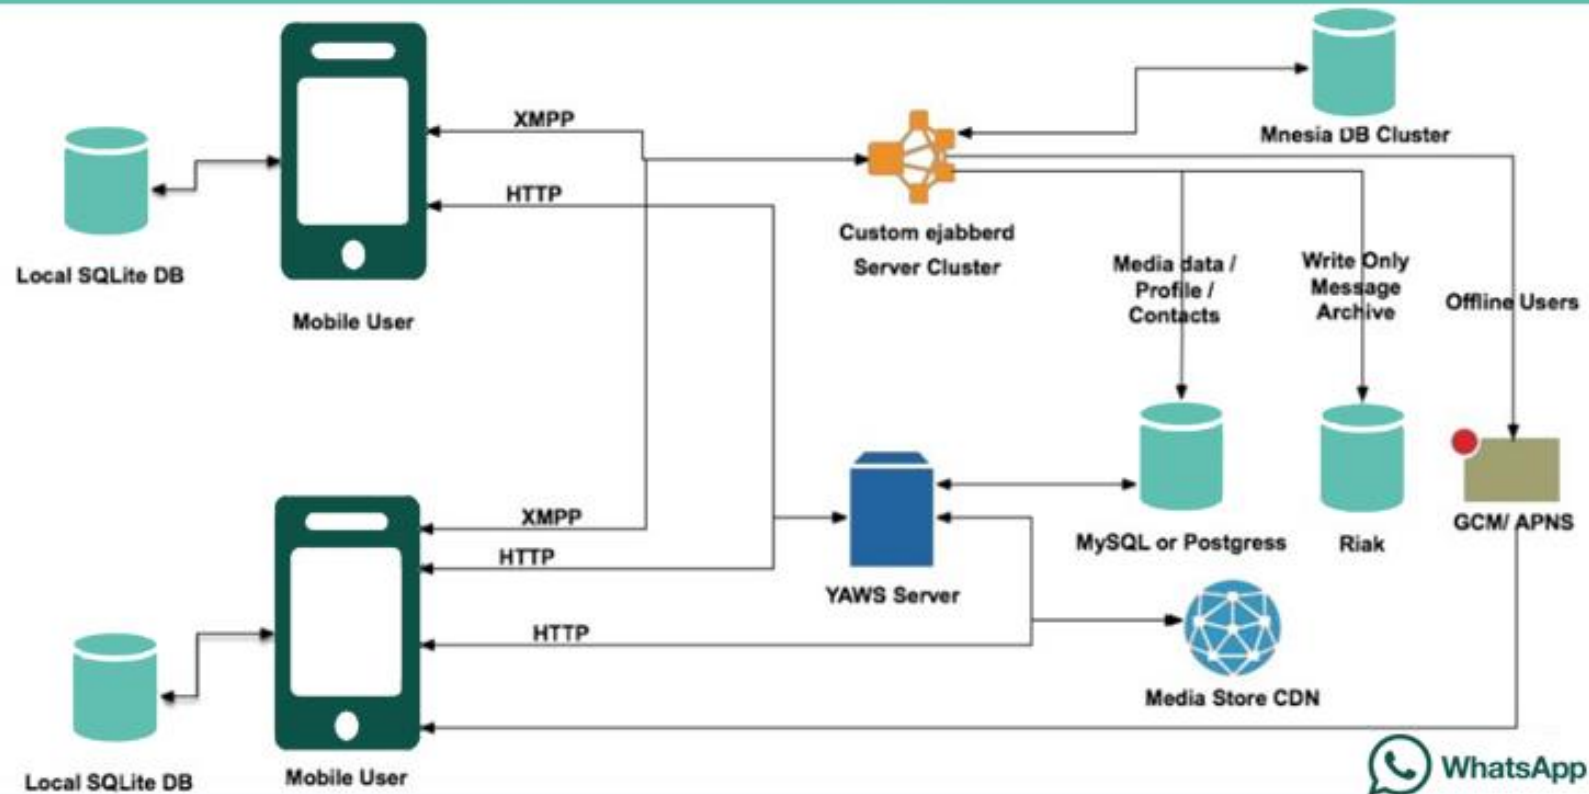 XMPP
Mnesia DB Cluster
HTTP
Custom ejabberd
Server Cluster
Local SQLite DB
Mobile User
Media data /
Profile /
Contacts
Write Only
Message
Archive
Offline Users
XMPP
HTTP
HTTP
YAWS Server
MySQL or Postgress
Riak
GCM/ APNS
Media Store CDN
Local SQLite DB
Mobile User
WhatsApp